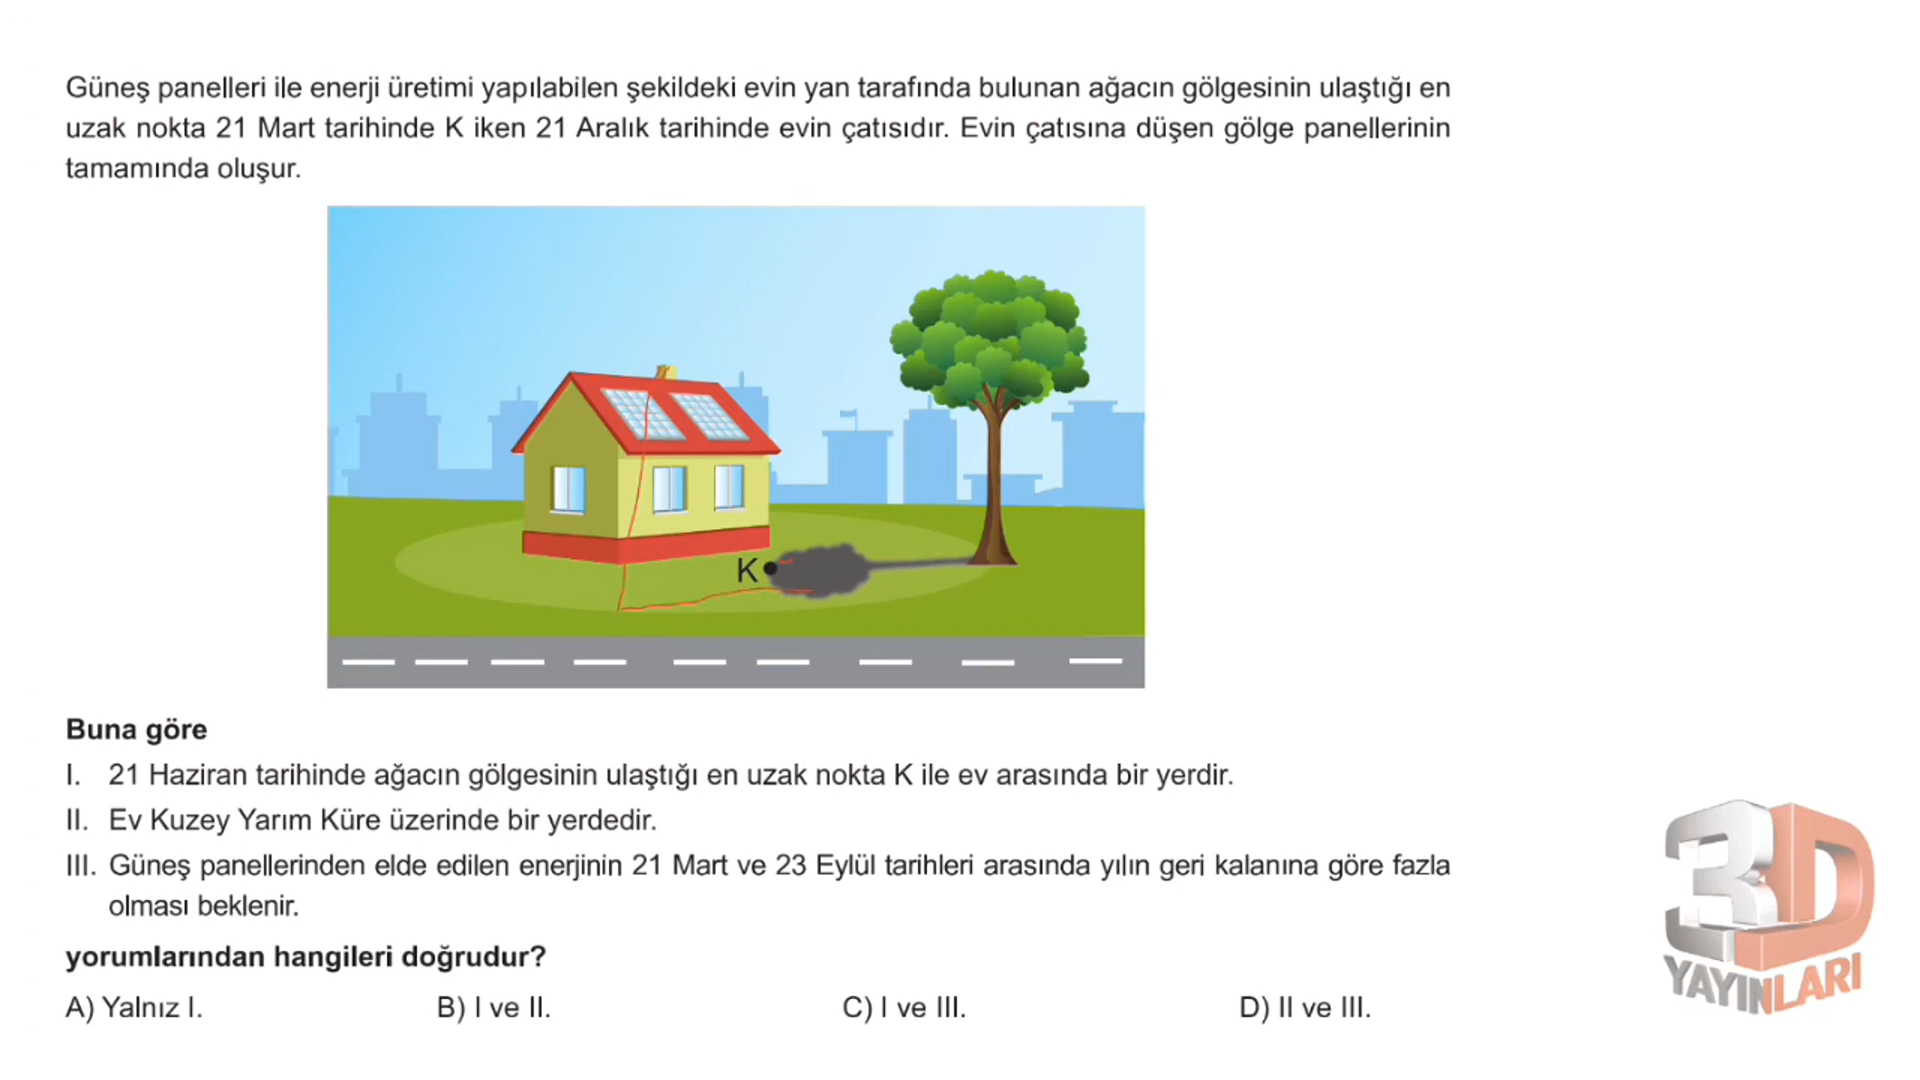 Güneş panelleri ile enerji üretimi yapılabilen şekildeki evin yan tarafında bulunan ağacın gölgesinin ulaştığı en
uzak nokta 21 Mart tarihinde K iken 21 Aralık tarihinde evin çatısıdır. Evin çatısına düşen gölge panellerinin
tamamında oluşur.
K
Buna göre
I. 21 Haziran tarihinde ağacın gölgesinin ulaştığı en uzak nokta K ile ev arasında bir yerdir.
II. Ev Kuzey Yarım Küre üzerinde bir yerdedir.
III. Güneş panellerinden elde edilen enerjinin 21 Mart ve 23 Eylül tarihleri arasında yılın geri kalanına göre fazla
olması beklenir.
yorumlarından hangileri doğrudur?
A) Yalnız I. B) I ve II. C) I ve III. D) II ve III.
3D
YAYINLARI